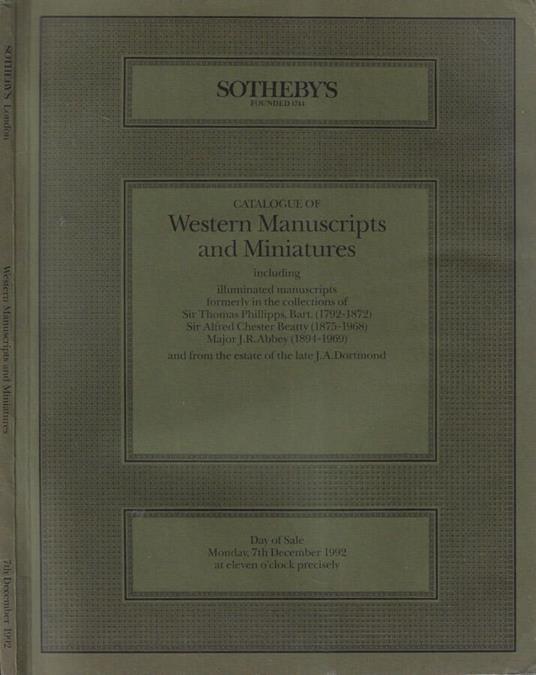 SOTHEBY'S London
Western Manuscripts and Miniatures
7th December 1992
SOTHEBY'S
FOUNDED 1744
CATALOGUE OF
Western Manuscripts
and Miniatures
including
illuminated manuscripts
formerly in the collections of
Sir Thomas Phillipps, Bart. (1792-1872)
Sir Alfred Chester Beatty (1875-1968)
Major J.R. Abbey (1894-1969)
and from the estate of the late J.A. Dortmond
Day of Sale
Monday, 7th December 1992
at eleven o'clock precisely